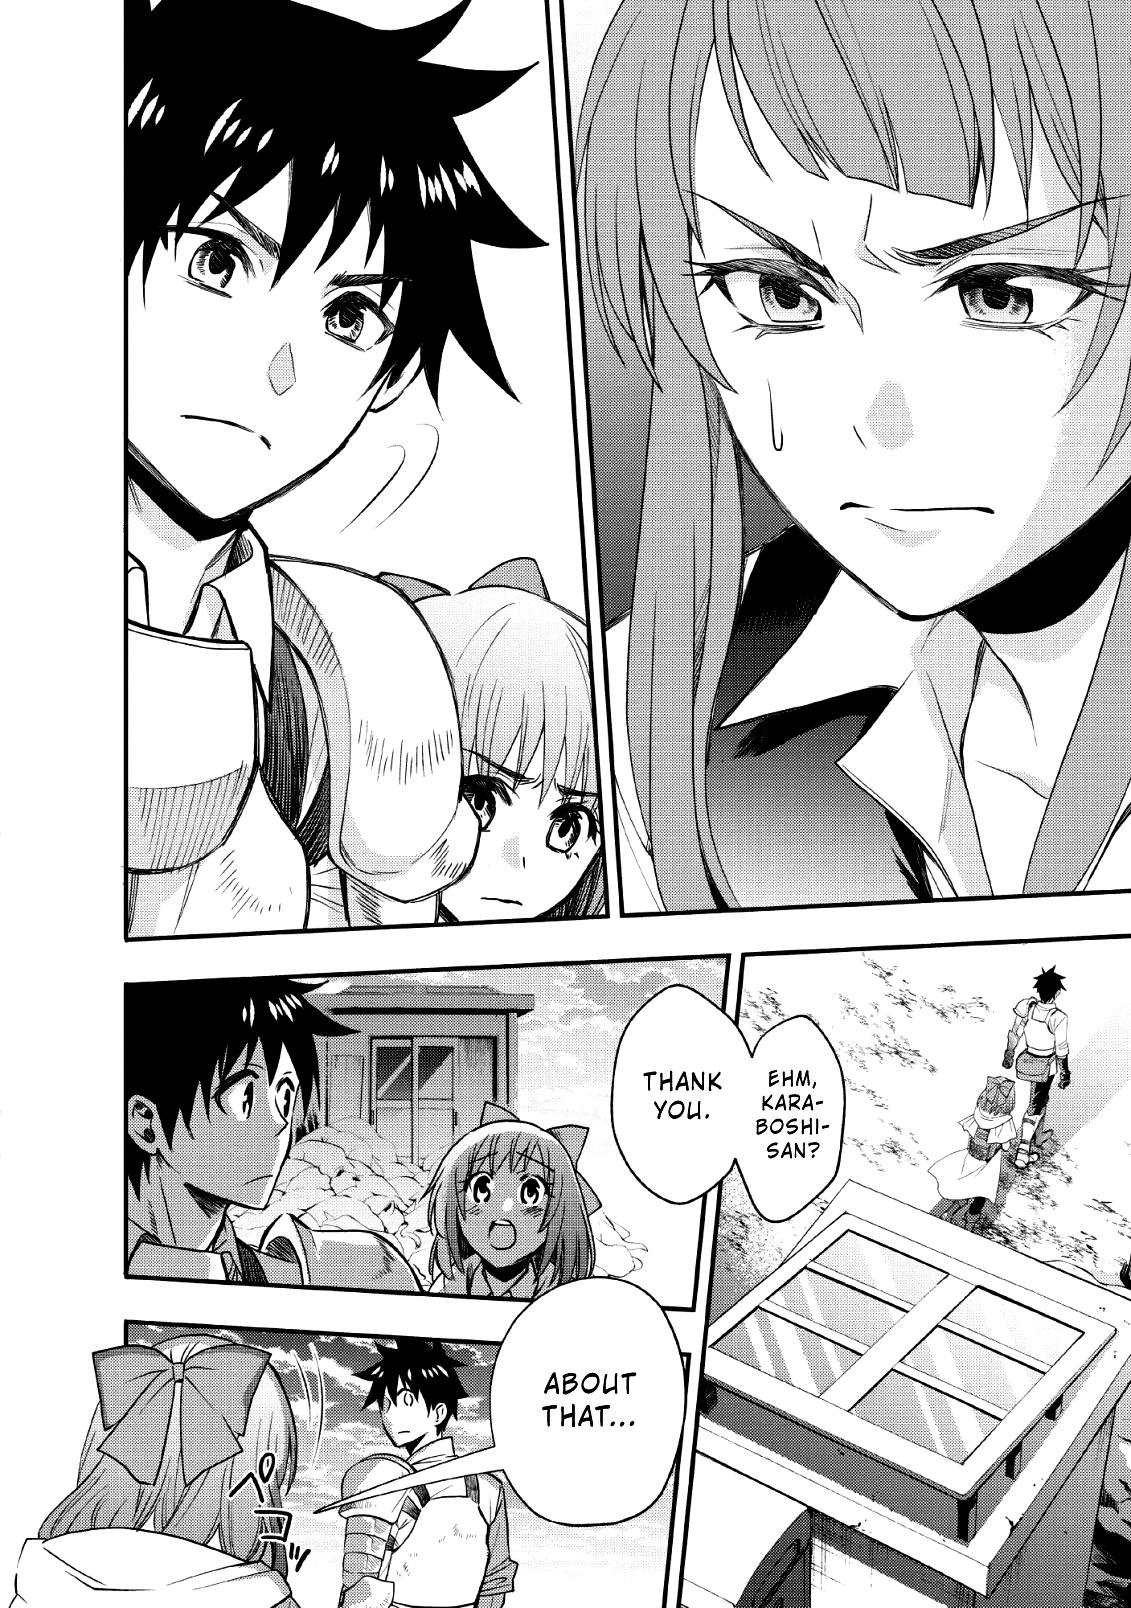 EHM,
KARA-
BOSHI-
SAN?
THANK
YOU.
ABOUT
THAT...
ペコッ